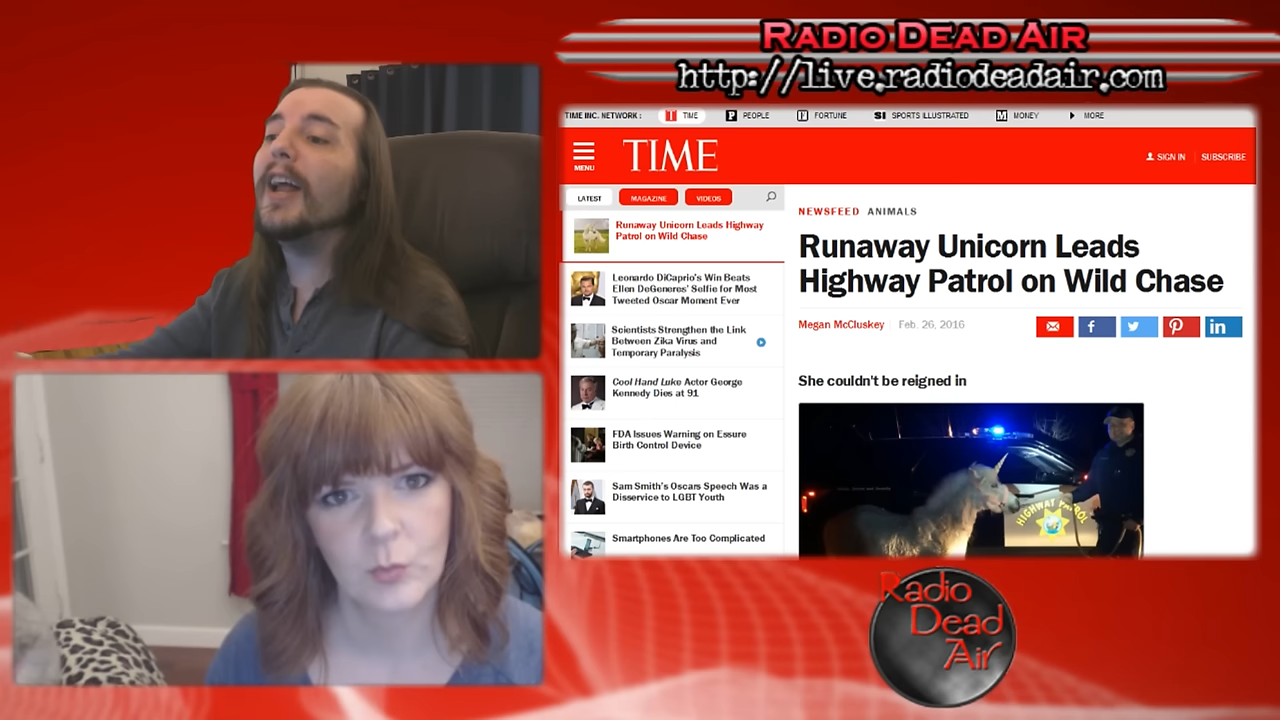 Radio Dead Air
http://live.radiodeadair.com
TIME INC. NETWORK :
TIME
PEOPLE
FORTUNE
SI SPORTS ILLUSTRATED
MONEY
MORE
MENU
TIME
SIGN IN
SUBSCRIBE
LATEST
MAGAZINE
VIDEOS
Runaway Unicorn Leads Highway
Patrol on Wild Chase
Leonardo DiCaprio's Win Beats
Ellen DeGeneres' Selfie for Most
Tweeted Oscar Moment Ever
Scientists Strengthen the Link
Between Zika Virus and
Temporary Paralysis
Cool Hand Luke Actor George
Kennedy Dies at 91
FDA Issues Warning on Essure
Birth Control Device
Sam Smith's Oscars Speech Was a
Disservice to LGBT Youth
Smartphones Are Too Complicated
NEWSFEED ANIMALS
Runaway Unicorn Leads
Highway Patrol on Wild Chase
Megan McCluskey Feb. 26, 2016
She couldn't be reigned in
HIGHWAY PATROL
Radio
Dead
Air